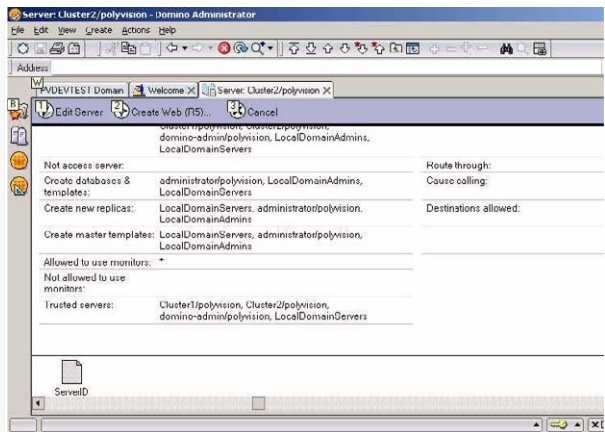 Server: Cluster2/polyvision - Domino Administrator
File Edit View Create Actions Help
Address
W
PVDEVTEST Domain Welcome Server: Cluster2/polyvision
R
1 Edit Server 2 Create Web (R5)... 3 Cancel
Cluster1/polyvision, Cluster2/polyvision,
domino-admin/polyvision, LocalDomainAdmins,
LocalDomainServers
Not access server: Route through:
Create databases & administrator/polyvision, LocalDomainAdmins, Cause calling:
templates: LocalDomainServers
Create new replicas: LocalDomainServers, administrator/polyvision, Destinations allowed:
LocalDomainAdmins
Create master templates: LocalDomainServers, administrator/polyvision,
LocalDomainAdmins
Allowed to use monitors: *
Not allowed to use
monitors:
Trusted servers: Cluster1/polyvision, Cluster2/polyvision,
domino-admin/polyvision, LocalDomainServers
ServerID